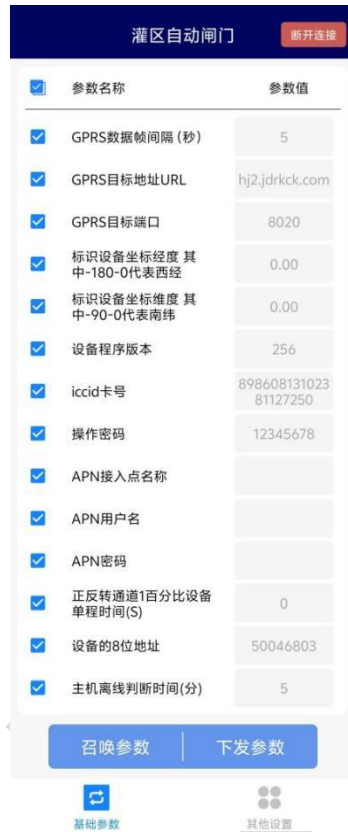 灌区自动闸门
断开连接
参数名称 参数值
GPRS数据帧间隔(秒) 5
GPRS目标地址URL hj2.jdrkck.com
GPRS目标端口 8020
标识设备坐标经度 其
中-180-0代表西经
0.00
标识设备坐标维度 其
中-90-0代表南纬
0.00
设备程序版本 256
iccid卡号
898608131023
81127250
操作密码 12345678
APN接入点名称
APN用户名
APN密码
正反转通道1百分比设备
单程时间(S)
0
设备的8位地址 50046803
主机离线判断时间(分) 5
召唤参数 下发参数
基础参数 其他设置